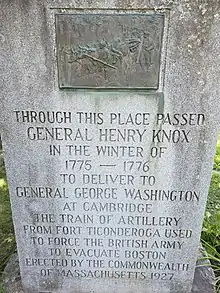 THROUGH THIS PLACE PASSED
GENERAL HENRY KNOX
IN THE WINTER OF
1775 — 1776
TO DELIVER TO
GENERAL GEORGE WASHINGTON
AT CAMBRIDGE
THE TRAIN OF ARTILLERY
FROM FORT TICONDEROGA USED
TO FORCE THE BRITISH ARMY
TO EVACUATE BOSTON
ERECTED BY THE COMMONWEALTH
OF MASSACHUSETTS 1927